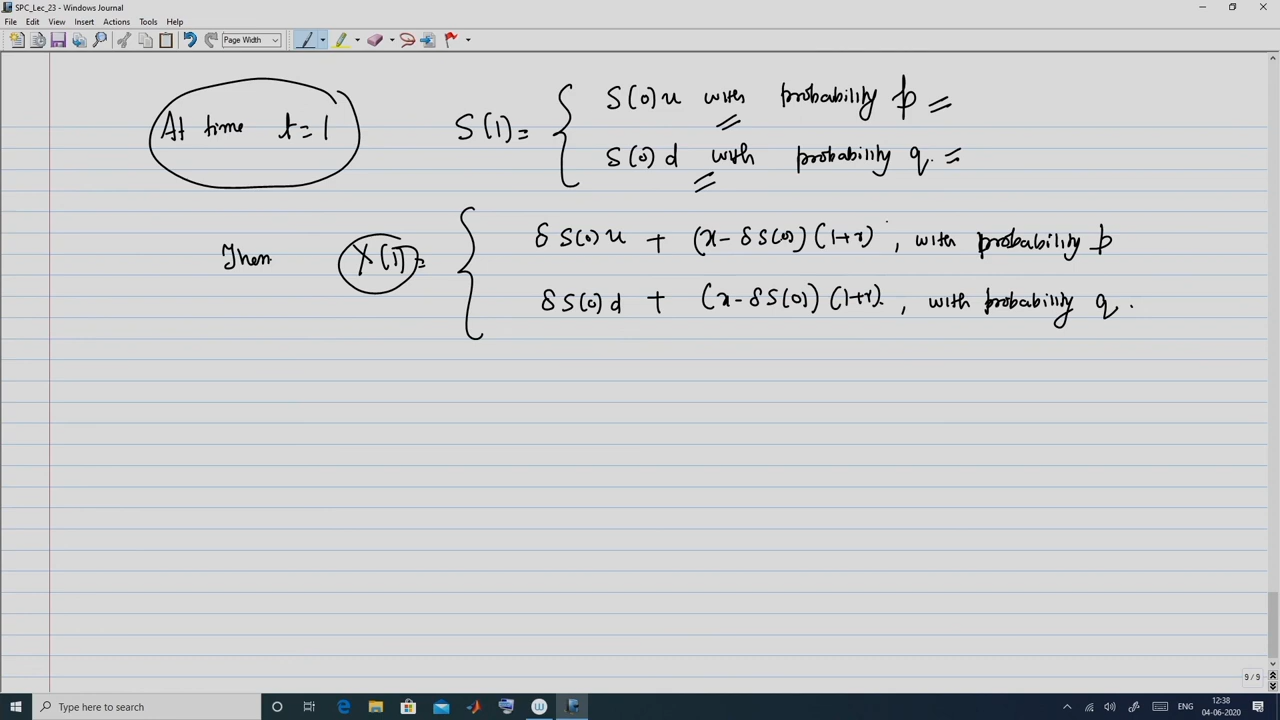 SPC_Lec_23 - Windows Journal
File Edit View Insert Actions Tools Help
Page Width
At time t=1 S(1)= { S(0)u with probability p
S(0)d with probability q.
Then X(1)= { δS(0)u + (x-δS(0))(1+r), with probability p
δS(0)d + (x-δS(0))(1+r), with probability q.
9 / 9
Type here to search
ENG
12:38
04-06-2020